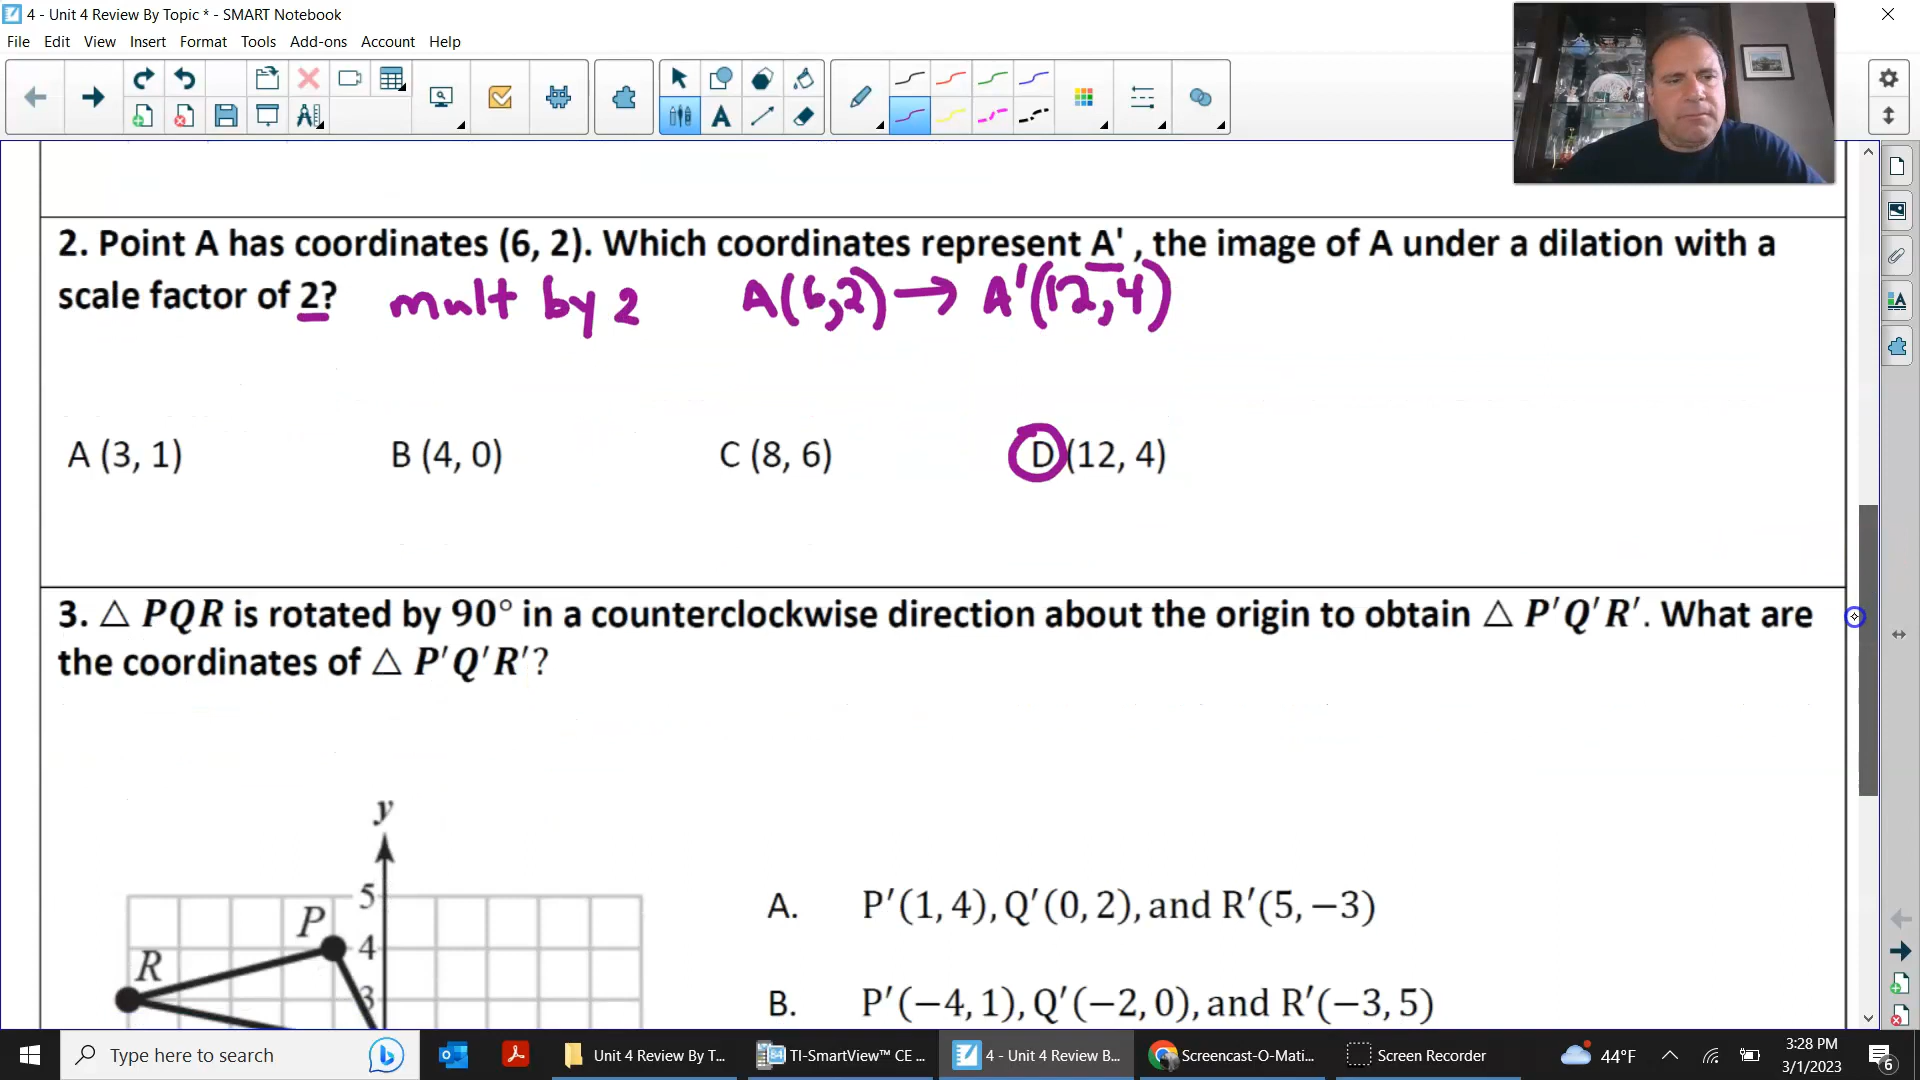 4 - Unit 4 Review By Topic * - SMART Notebook
File Edit View Insert Format Tools Add-ons Account Help
2. Point A has coordinates (6, 2). Which coordinates represent A' , the image of A under a dilation with a
scale factor of 2?
mult by 2 A(6,2) → A'(12,4)
A (3, 1) B (4, 0) C (8, 6) D (12, 4)
3. △ PQR is rotated by 90° in a counterclockwise direction about the origin to obtain △ P′Q′R′. What are
the coordinates of △ P′Q′R′?
y
5
P
4
R
3
A. P′(1, 4), Q′(0, 2), and R′(5, −3)
B. P′(−4, 1), Q′(−2, 0), and R′(−3, 5)
Type here to search
Unit 4 Review By T...
84
TI-SmartView™ CE ...
4 - Unit 4 Review B...
Screencast-O-Mati...
Screen Recorder
44°F
3:28 PM
3/1/2023
6